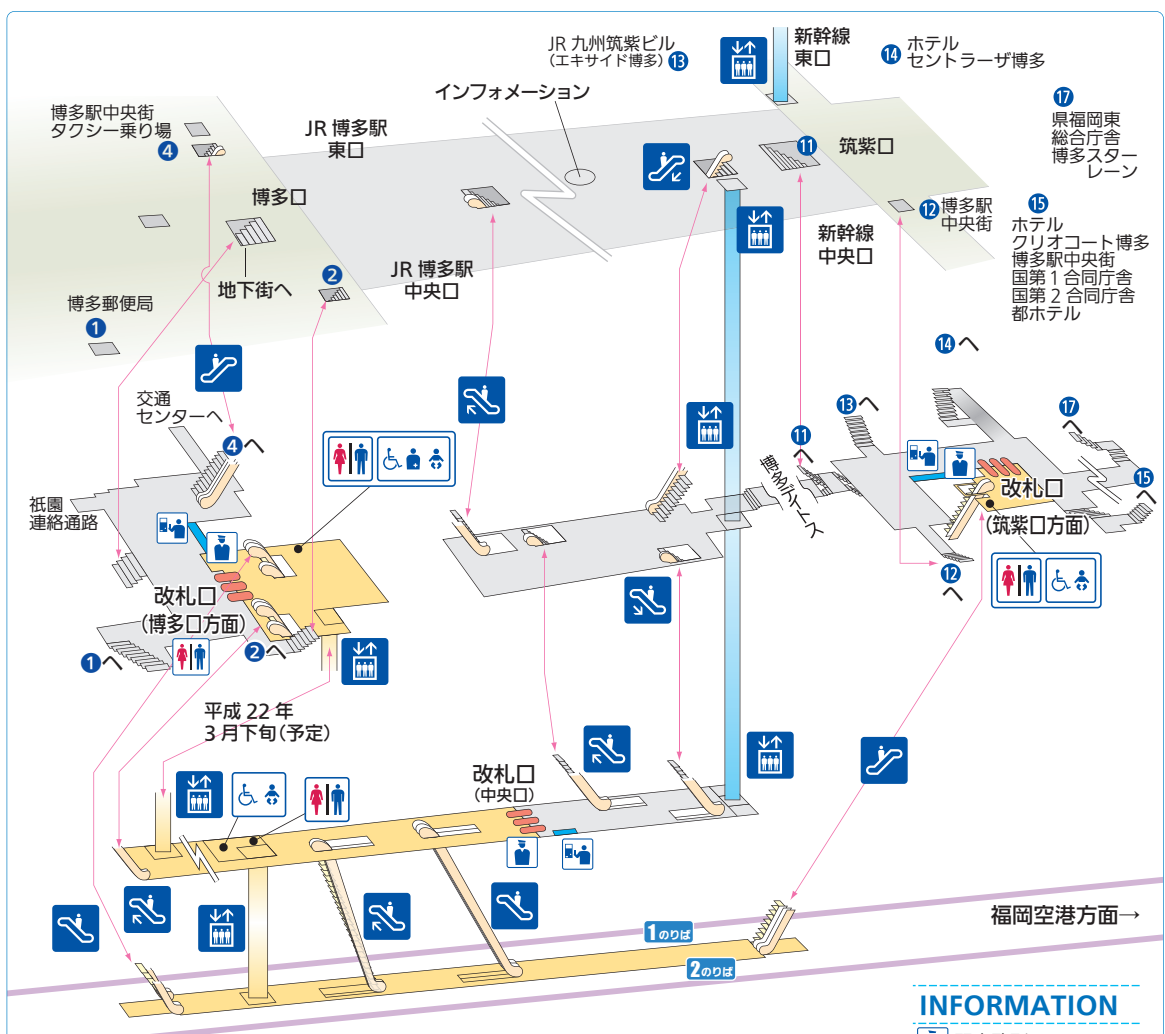 JR 九州筑紫ビル
(エキサイド博多) 13
新幹線
東口
14 ホテル
セントラーザ博多
インフォメーション
17
県福岡東
総合庁舎
博多スター
レーン
博多駅中央街
タクシー乗り場
4
JR 博多駅
東口
11
筑紫口
博多口
12 博多駅
中央街
15
ホテル
クリオコート博多
博多駅中央街
国第1合同庁舎
国第2合同庁舎
都ホテル
新幹線
中央口
JR 博多駅
中央口
2
地下街へ
博多郵便局
1
14 へ
交通
センターへ
13 へ
17
へ
4 へ
11
へ
博多デイトス
改札口
(筑紫口方面)
15
へ
祇園
連絡通路
12
へ
改札口
(博多口方面)
1 へ
2 へ
平成 22 年
3 月下旬(予定)
改札口
(中央口)
福岡空港方面→
1のりば
2のりば
INFORMATION